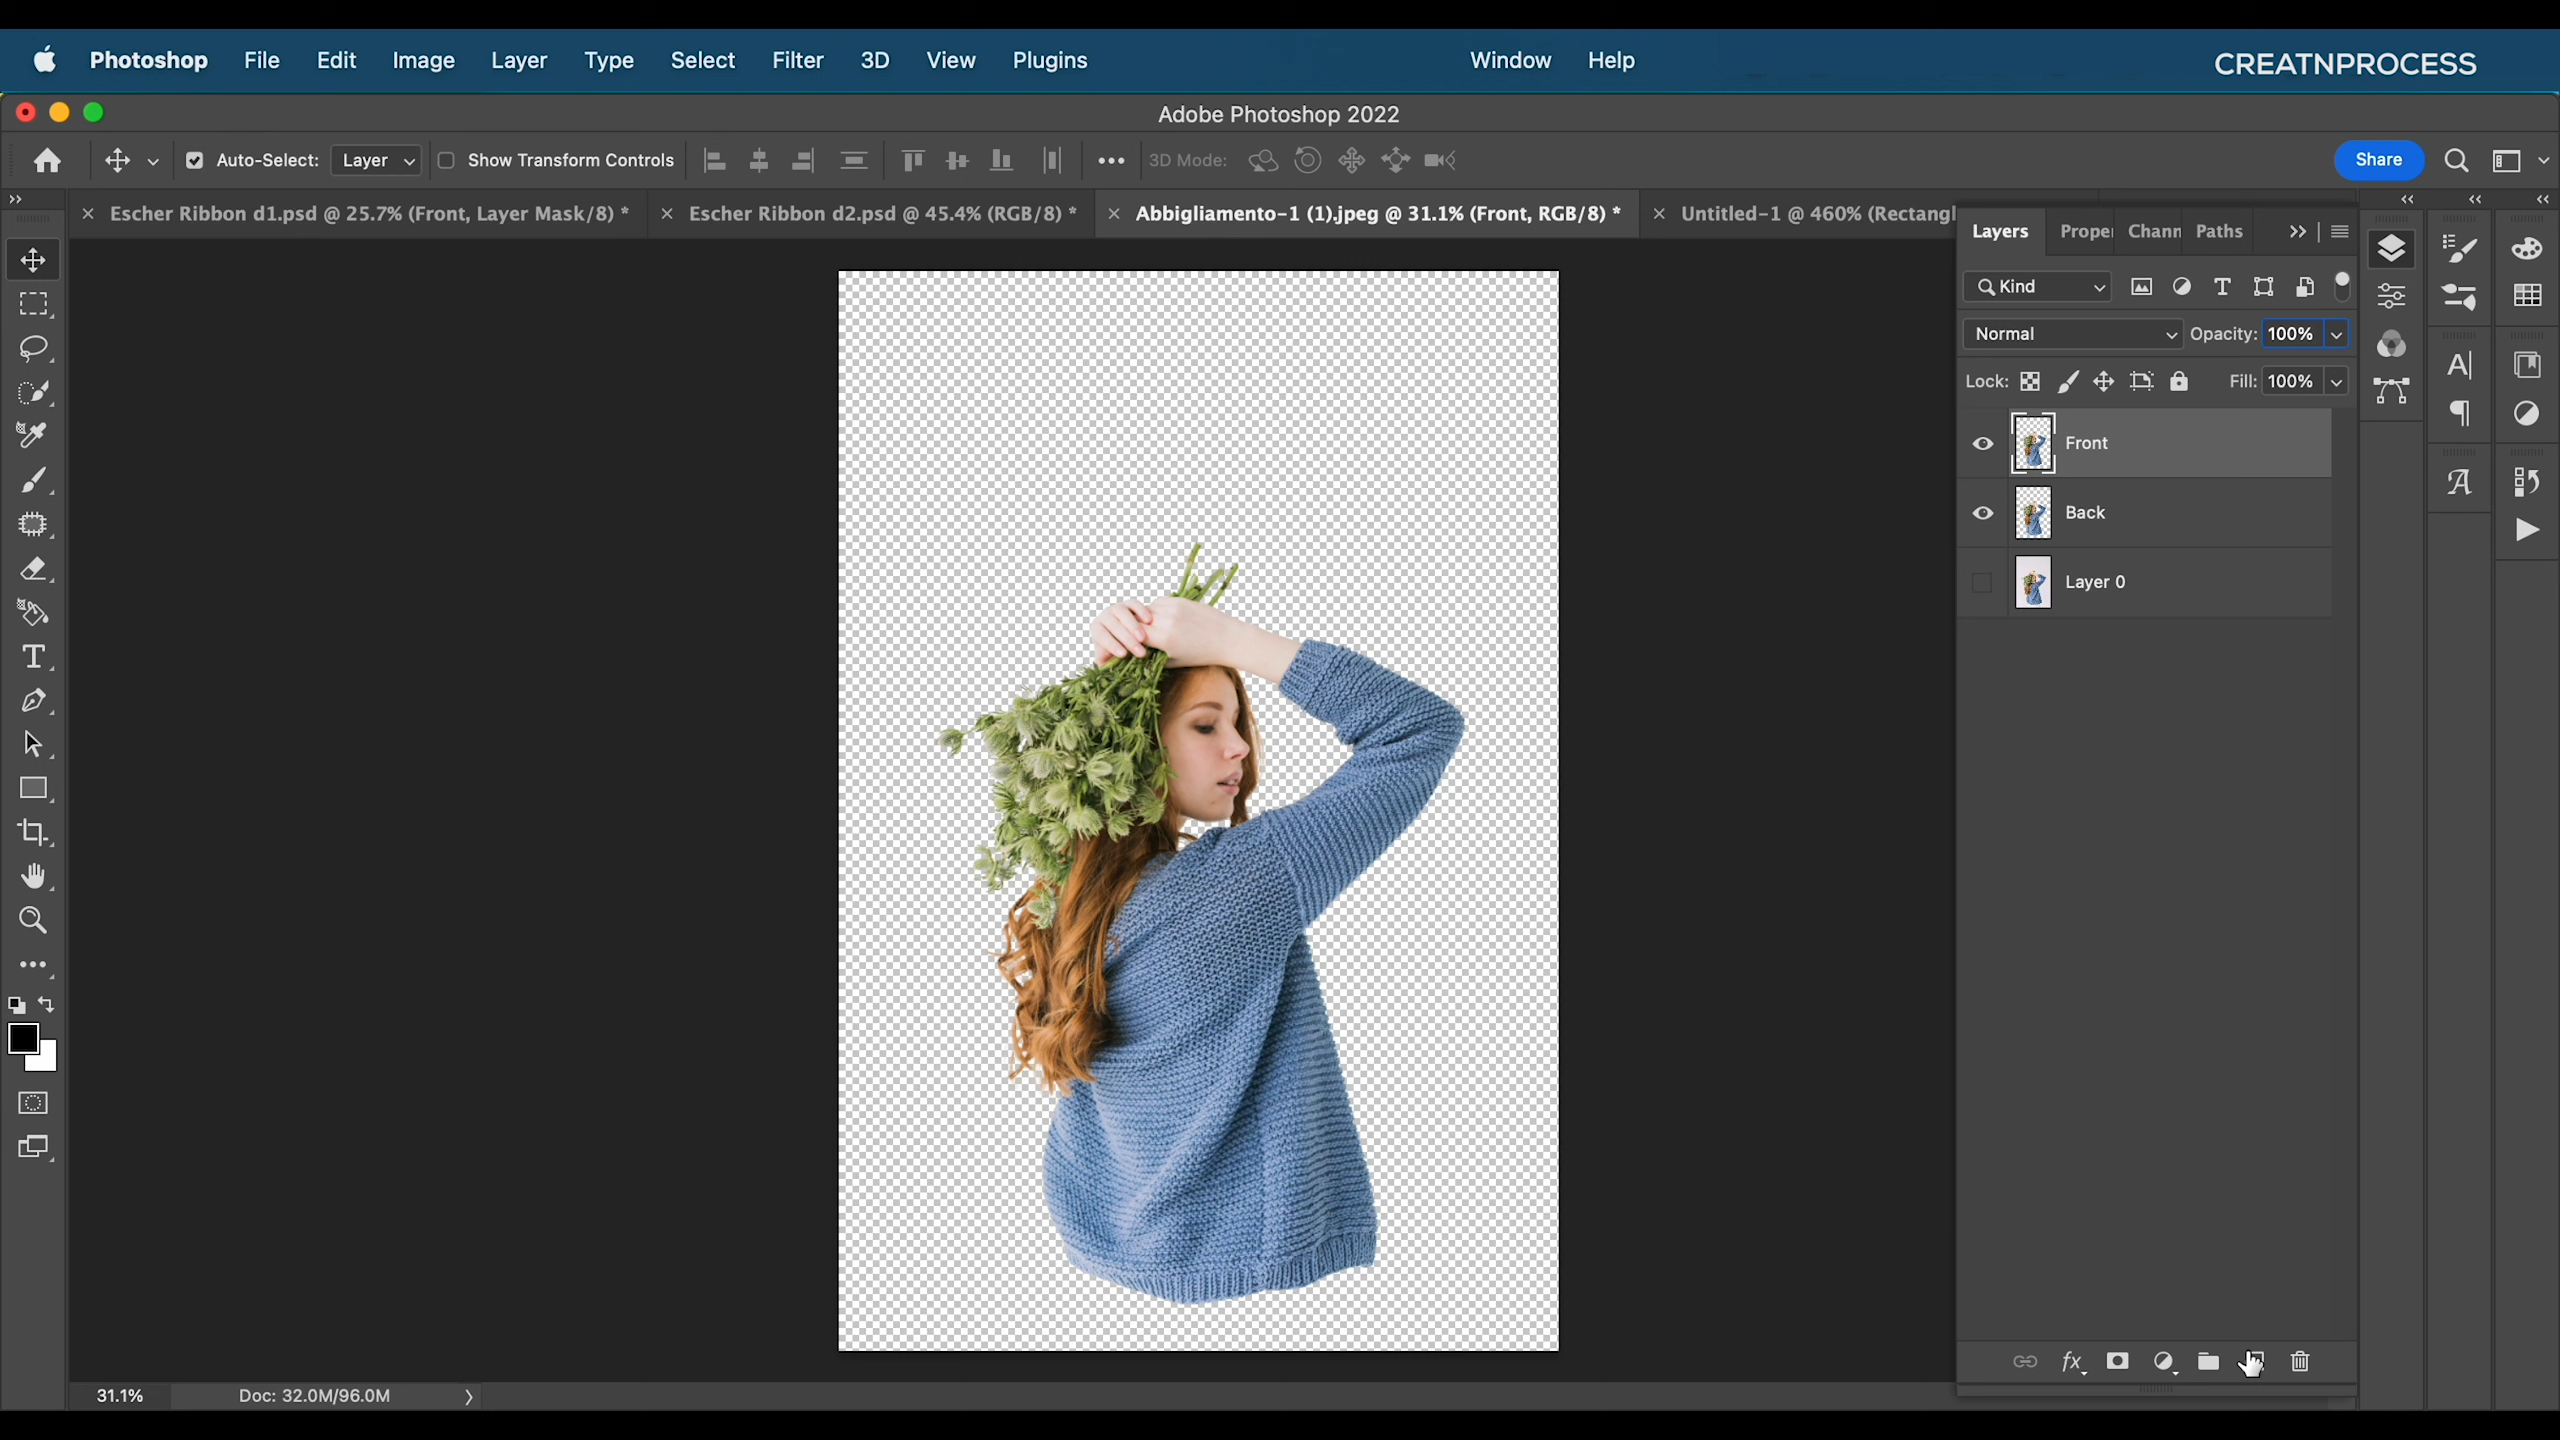 Photoshop File Edit Image Layer Type Select Filter 3D View Plugins Window Help CREATNPROCESS
Adobe Photoshop 2022
Auto-Select: Layer Show Transform Controls 3D Mode: Share
Escher Ribbon d1.psd @ 25.7% (Front, Layer Mask/8) * Escher Ribbon d2.psd @ 45.4% (RGB/8) * Abbigliamento-1 (1).jpeg @ 31.1% (Front, RGB/8) * Untitled-1 @ 460% (Rectangl
Layers Proper Chann Paths
Kind
Normal Opacity: 100%
Lock: Fill: 100%
Front
Back
Layer 0
31.1% Doc: 32.0M/96.0M